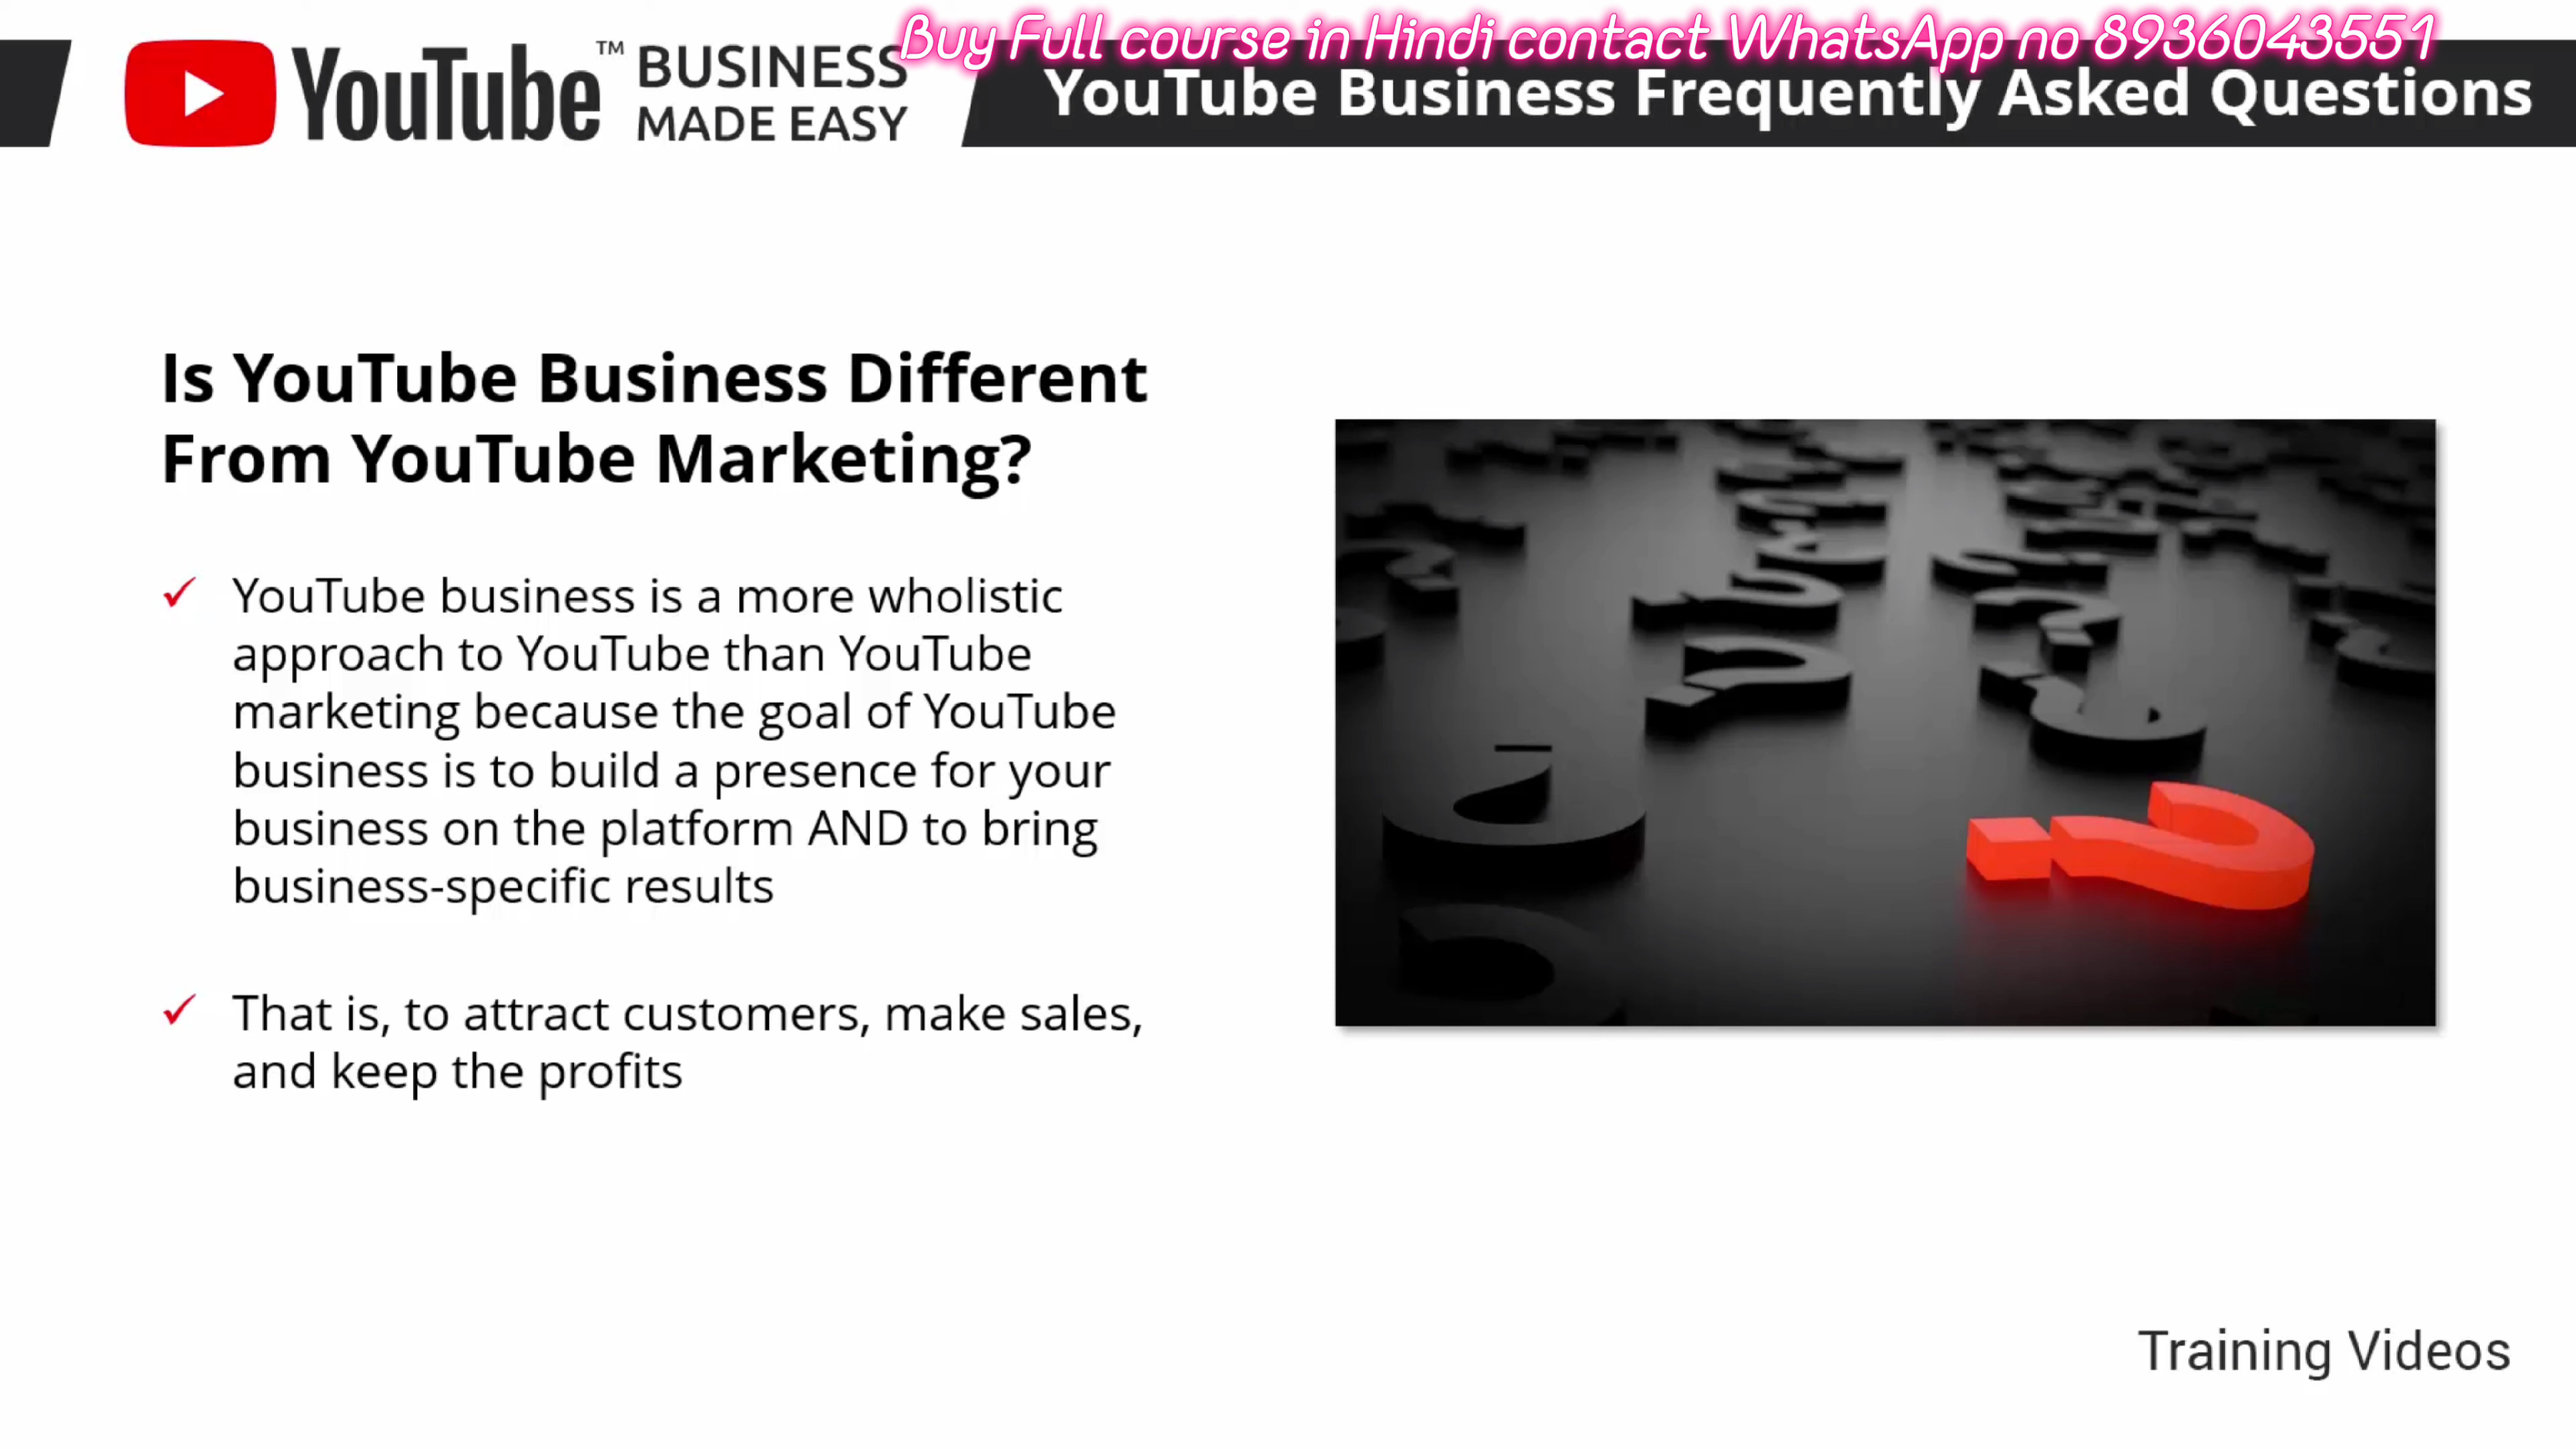 Buy Full course in Hindi contact WhatsApp no 8936043551
YouTube™ BUSINESS
MADE EASY
YouTube Business Frequently Asked Questions
Is YouTube Business Different
From YouTube Marketing?
✓ YouTube business is a more wholistic
approach to YouTube than YouTube
marketing because the goal of YouTube
business is to build a presence for your
business on the platform AND to bring
business-specific results
✓ That is, to attract customers, make sales,
and keep the profits
Training Videos